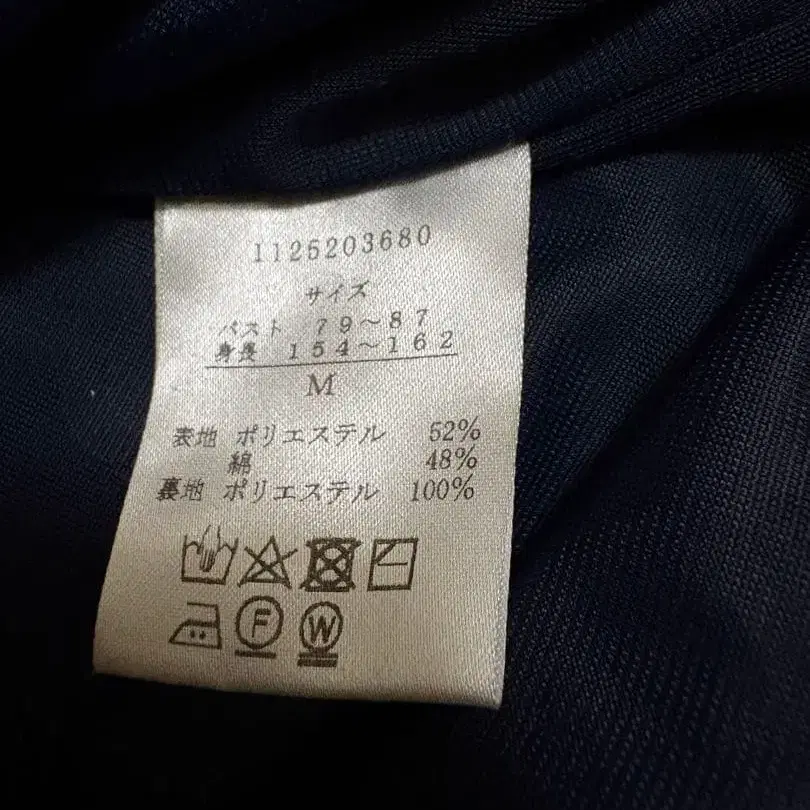 1125203680
サイズ
バスト 79～87
身長 154～162
M
表地 ポリエステル 52%
綿 48%
裏地 ポリエステル 100%
F W